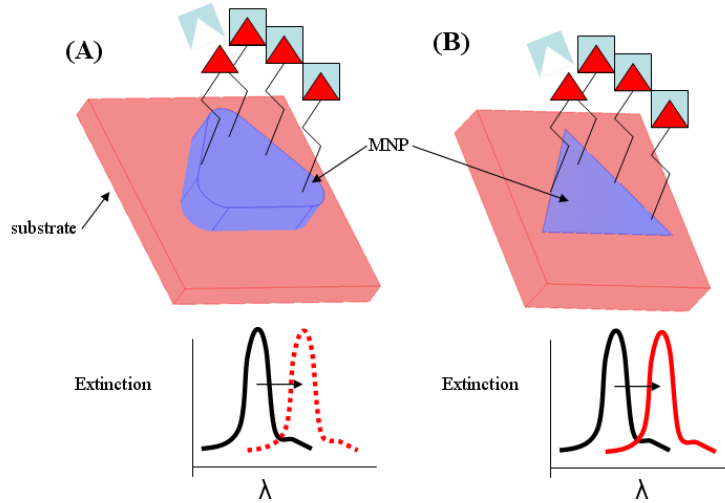 (A)
(B)
MNP
substrate
Extinction
λ
Extinction
λ